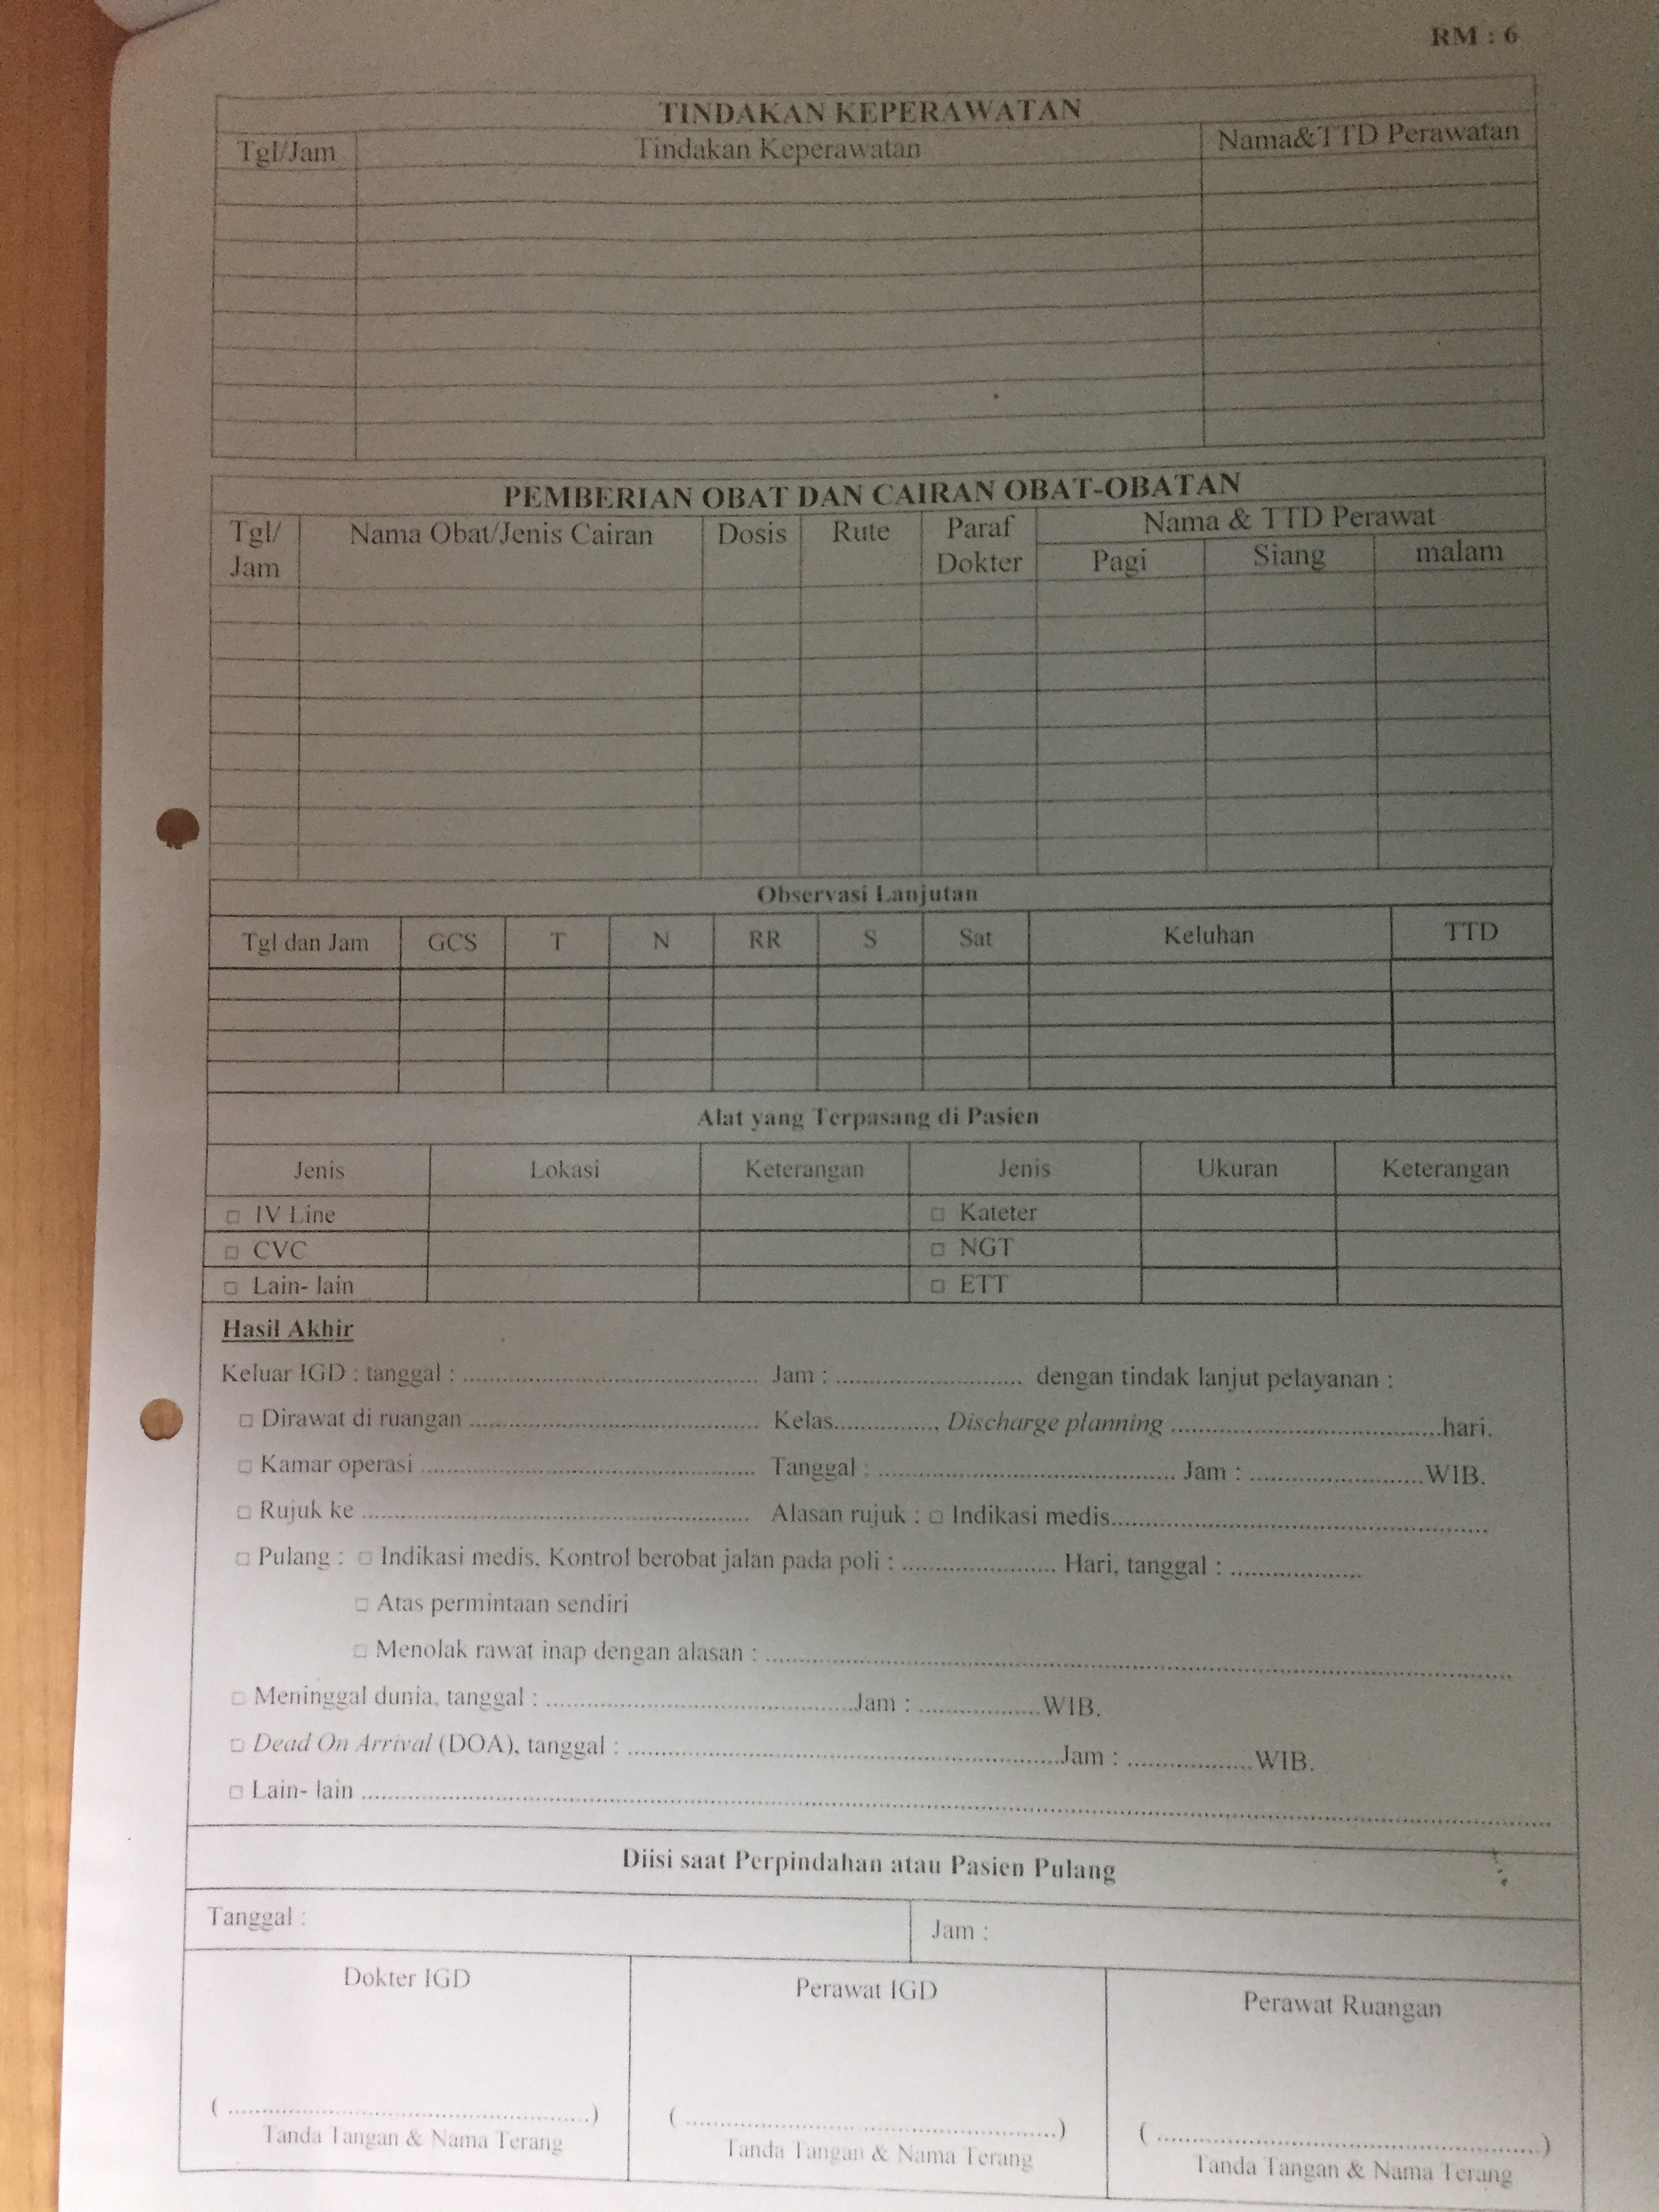 RM : 6
TINDAKAN KEPERAWATAN
Tgl/Jam Tindakan Keperawatan Nama&TTD Perawatan
PEMBERIAN OBAT DAN CAIRAN OBAT-OBATAN
Tgl/ Jam Nama Obat/Jenis Cairan Dosis Rute Paraf Dokter Nama & TTD Perawat
Pagi Siang malam
Observasi Lanjutan
Tgl dan Jam GCS T N RR S Sat Keluhan TTD
Alat yang Terpasang di Pasien
Jenis Lokasi Keterangan Jenis Ukuran Keterangan
□ IV Line □ Kateter
□ CVC □ NGT
□ Lain- lain □ ETT
Hasil Akhir
Keluar IGD : tanggal : .......................................... Jam : ........................... dengan tindak lanjut pelayanan :
□ Dirawat di ruangan .......................................... Kelas..............., Discharge planning .......................................hari.
□ Kamar operasi ................................................ Tanggal : ........................................... Jam : .........................WIB.
□ Rujuk ke ........................................................ Alasan rujuk : □ Indikasi medis......................................................
□ Pulang : □ Indikasi medis, Kontrol berobat jalan pada poli : ...................... Hari, tanggal : ...................
□ Atas permintaan sendiri
□ Menolak rawat inap dengan alasan : ............................................................................................................
□ Meninggal dunia, tanggal : ............................................Jam : ..................WIB.
□ Dead On Arrival (DOA), tanggal : ..............................................................Jam : ..................WIB.
□ Lain- lain ..........................................................................................................................................................
Diisi saat Perpindahan atau Pasien Pulang
Tanggal : Jam :
Dokter IGD Perawat IGD Perawat Ruangan
( ....................................................) ( .....................................................) ( .......................................................)
Tanda Tangan & Nama Terang Tanda Tangan & Nama Terang Tanda Tangan & Nama Terang